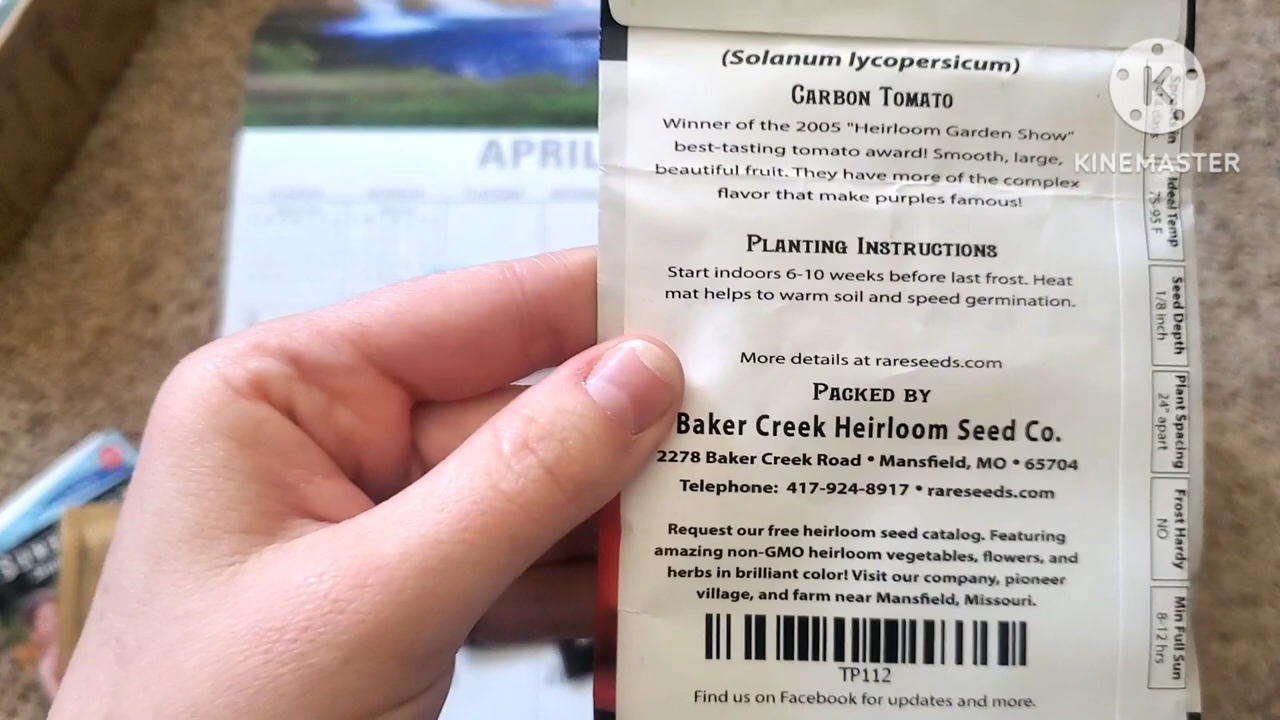 (Solanum lycopersicum)
CARBON TOMATO
Winner of the 2005 "Heirloom Garden Show"
best-tasting tomato award! Smooth, large,
beautiful fruit. They have more of the complex
flavor that make purples famous!
PLANTING INSTRUCTIONS
Start indoors 6-10 weeks before last frost. Heat
mat helps to warm soil and speed germination.
More details at rareseeds.com
PACKED BY
Baker Creek Heirloom Seed Co.
2278 Baker Creek Road • Mansfield, MO • 65704
Telephone: 417-924-8917 • rareseeds.com
Request our free heirloom seed catalog. Featuring
amazing non-GMO heirloom vegetables, flowers, and
herbs in brilliant color! Visit our company, pioneer
village, and farm near Mansfield, Missouri.
TP112
Find us on Facebook for updates and more.
Ideel Temp
75-95 F
Seed Depth
1/8 inch
Plant Spacing
24" apart
Frost Hardy
NO
Min Full Sun
8-12 hrs
APRIL
K
KINEMASTER